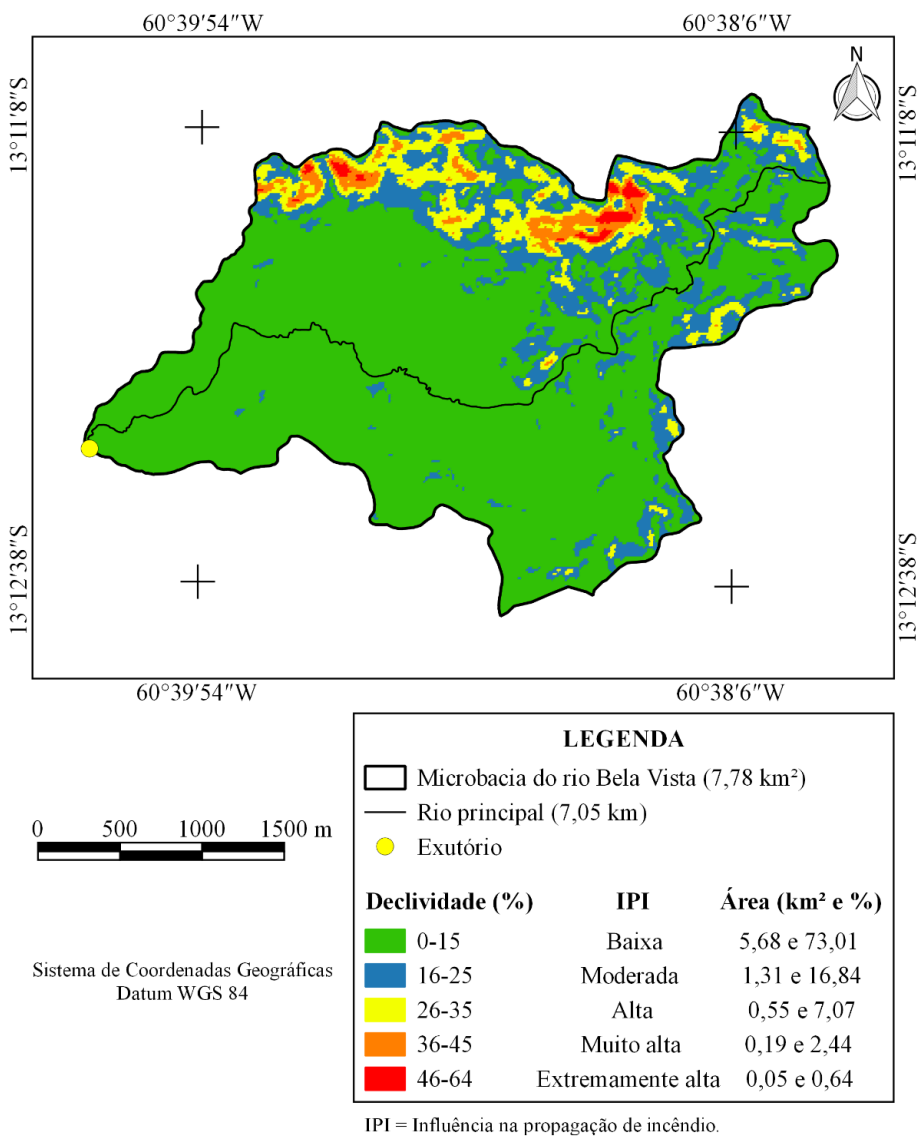 60°39′54″W 60°38′6″W
N
13°11′8″S 13°11′8″S
13°12′38″S 13°12′38″S
60°39′54″W 60°38′6″W
LEGENDA
Microbacia do rio Bela Vista (7,78 km²)
Rio principal (7,05 km)
Exutório
0 500 1000 1500 m
Declividade (%) IPI Área (km² e %)
0-15 Baixa 5,68 e 73,01
16-25 Moderada 1,31 e 16,84
26-35 Alta 0,55 e 7,07
36-45 Muito alta 0,19 e 2,44
46-64 Extremamente alta 0,05 e 0,64
Sistema de Coordenadas Geográficas
Datum WGS 84
IPI = Influência na propagação de incêndio.